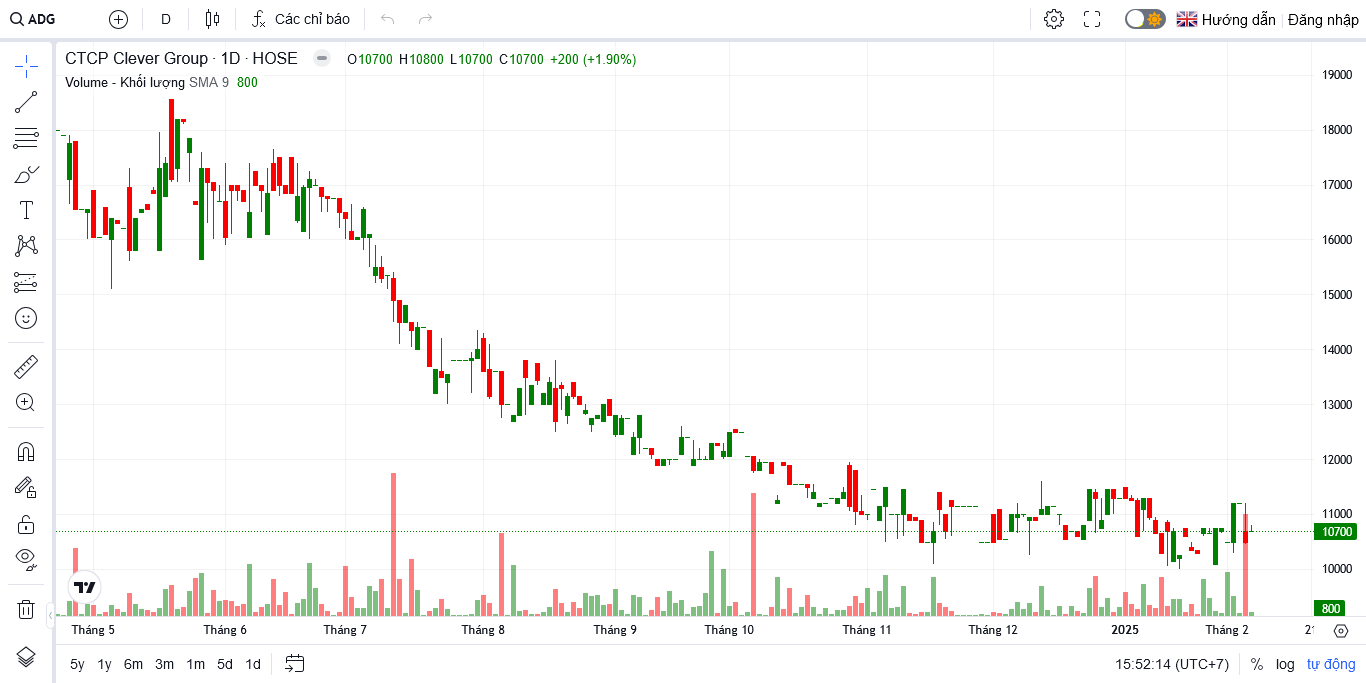 ADG D Các chỉ báo Hướng dẫn Đăng nhập
CTCP Clever Group · 1D · HOSE O10700 H10800 L10700 C10700 +200 (+1.90%)
Volume - Khối lượng SMA 9 800
19000
18000
17000
16000
15000
14000
13000
12000
11000
10700
10000
800
Tháng 5 Tháng 6 Tháng 7 Tháng 8 Tháng 9 Tháng 10 Tháng 11 Tháng 12 2025 Tháng 2 21
5y 1y 6m 3m 1m 5d 1d 15:52:14 (UTC+7) % log tự động